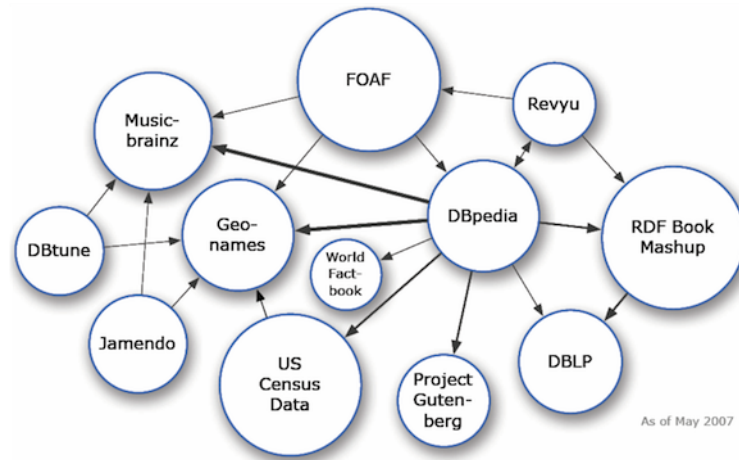 FOAF
Revyu
Music-
brainz
DBpedia
RDF Book
Mashup
Geo-
names
DBtune
World
Fact-
book
Jamendo
US
Census
Data
Project
Guten-
berg
DBLP
As of May 2007